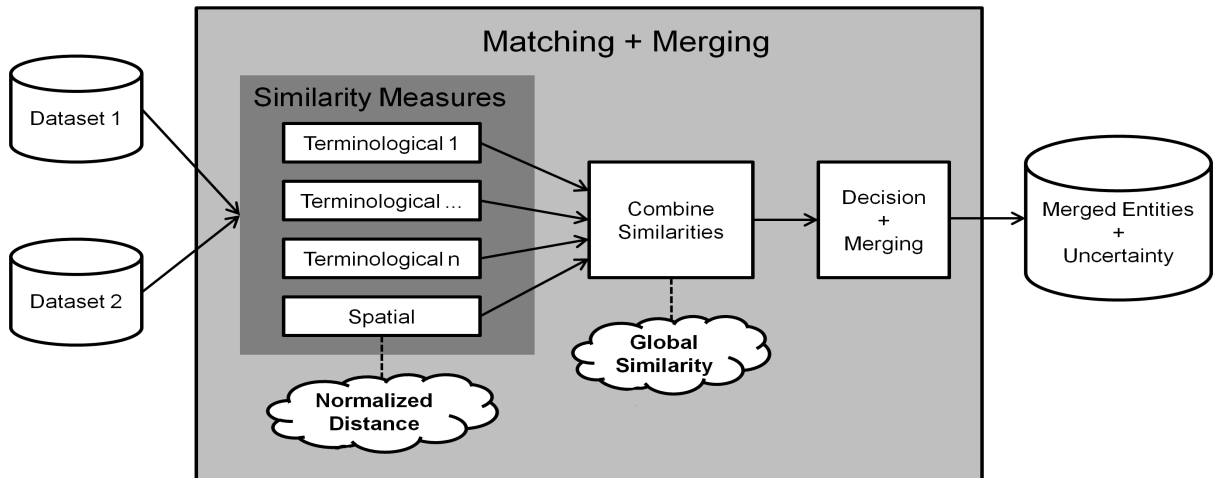 Matching + Merging
Dataset 1
Dataset 2
Similarity Measures
Terminological 1
Terminological ...
Terminological n
Spatial
Normalized
Distance
Combine
Similarities
Global
Similarity
Decision
+
Merging
Merged Entities
+
Uncertainty